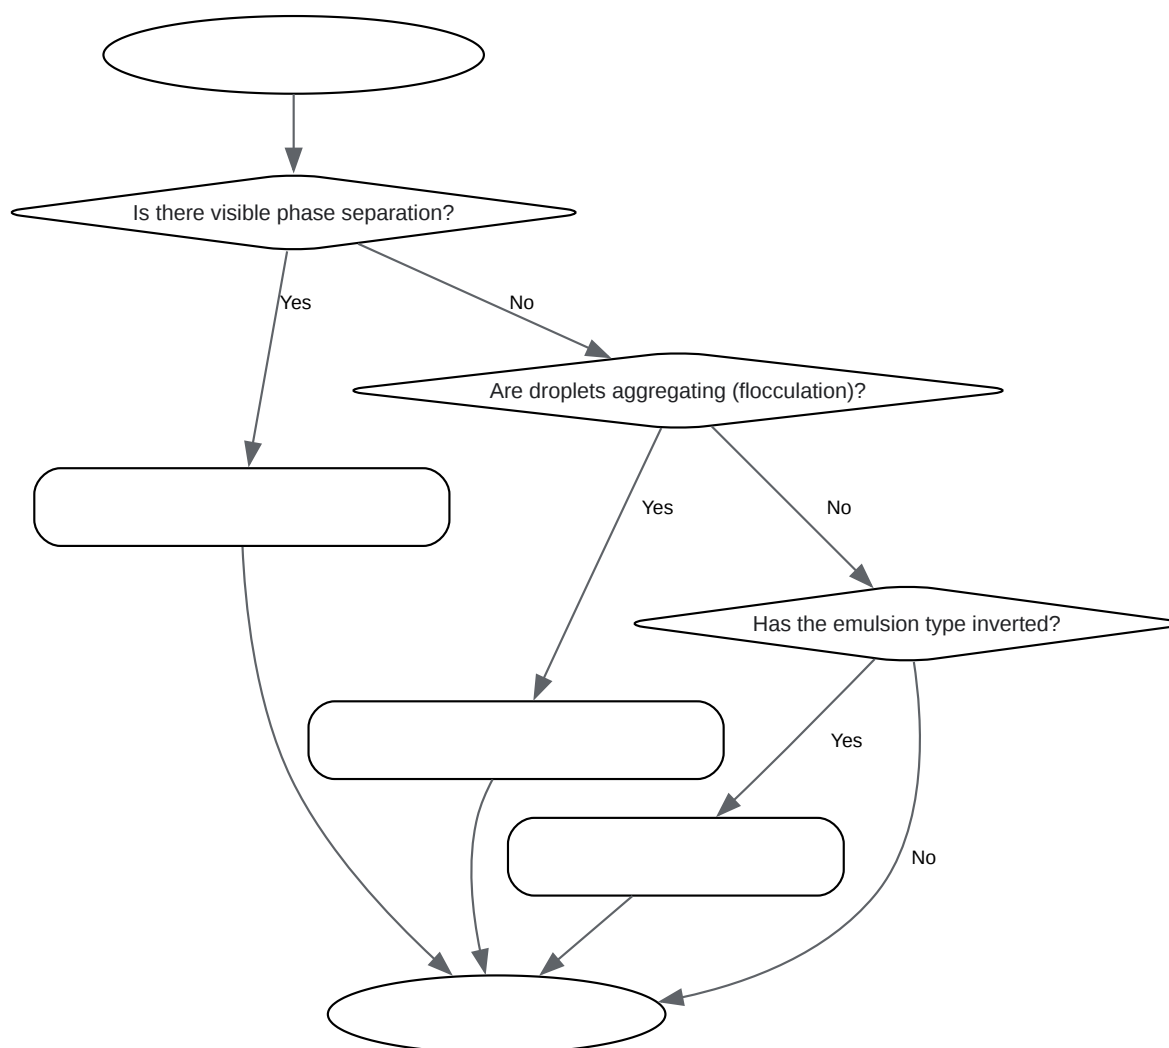 Is there visible phase separation?
Yes
No
Are droplets aggregating (flocculation)?
Yes
No
Has the emulsion type inverted?
Yes
No